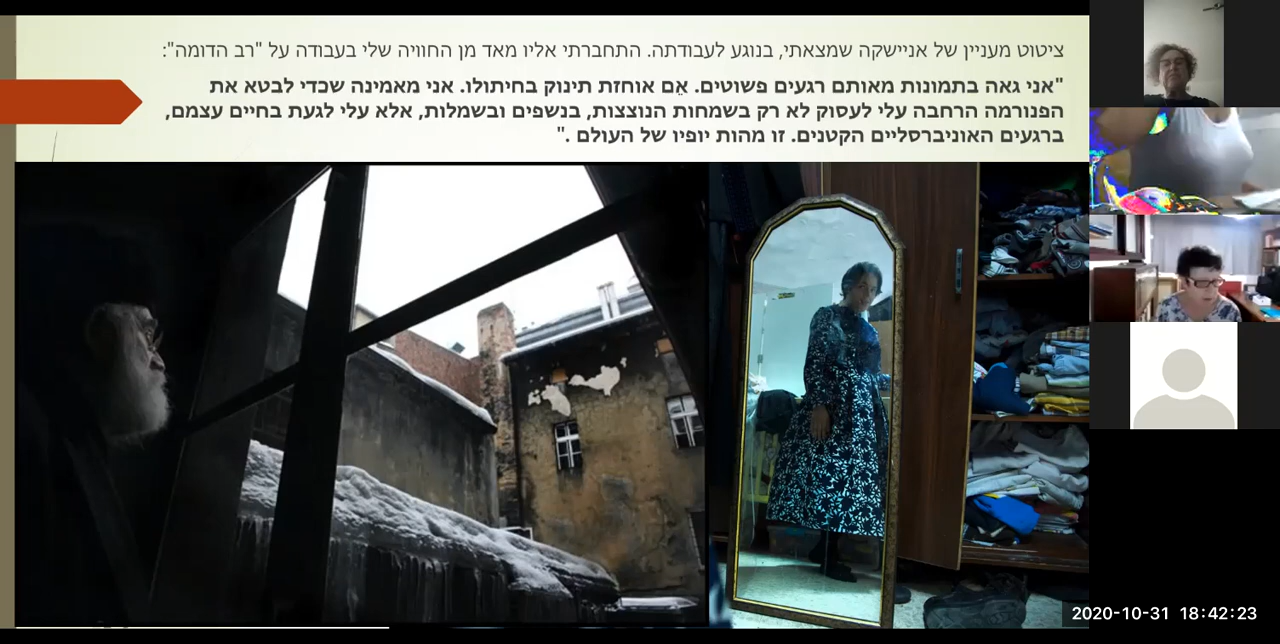 ציטוט מעניין של אניישקה שמצאתי, בנוגע לעבודתה. התחברתי אליו מאד מן החוויה שלי בעבודה על "רב הדומה":
"אני גאה בתמונות מאותם רגעים פשוטים. אֵם אוחזת תינוק בחיתולו. אני מאמינה שכדי לבטא את
הפנורמה הרחבה עלי לעסוק לא רק בשמחות הנוצצות, בנשפים ובשמלות, אלא עלי לגעת בחיים עצמם,
ברגעים האוניברסליים הקטנים. זו מהות יופיו של העולם ."
2020-10-31 18:42:23